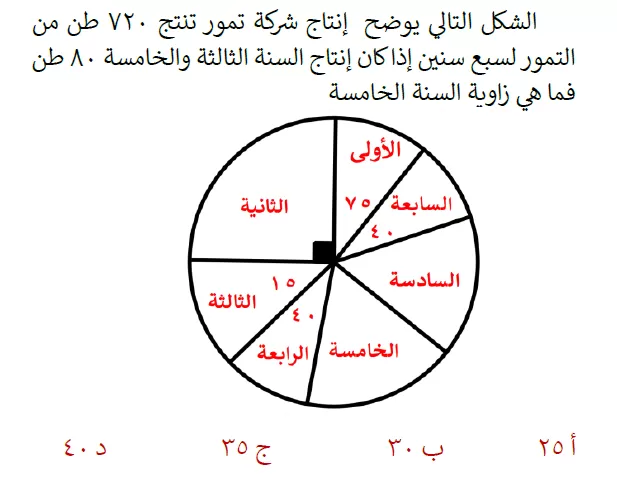 الشكل التالي يوضح إنتاج شركة تمور تنتج ٧٢٠ طن من
التمور لسبع سنين إذا كان إنتاج السنة الثالثة والخامسة ٨٠ طن
فما هي زاوية السنة الخامسة
الأولى
٧٥
السابعة
٤٠
الثانية
السادسة
١٥
الثالثة
٤٠
الرابعة
الخامسة
أ ٢٥
ب ٣٠
ج ٣٥
د ٤٠